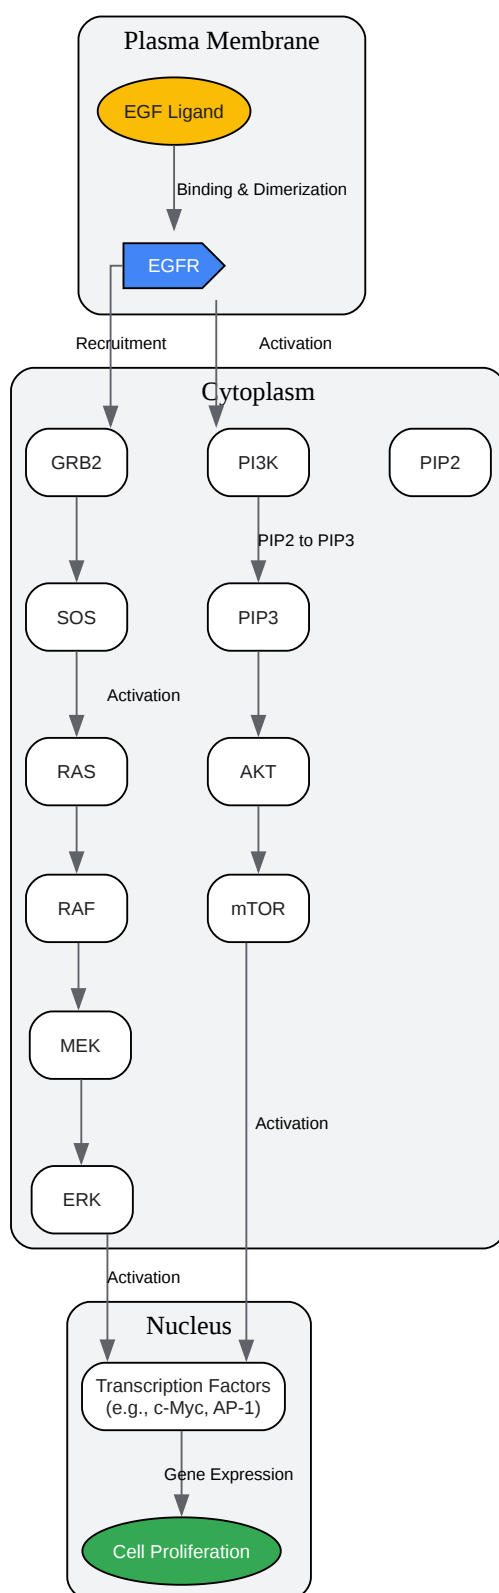 Plasma Membrane
EGF Ligand
Binding & Dimerization
EGFR
Recruitment
Activation
Cytoplasm
GRB2
PI3K
PIP2
PIP2 to PIP3
SOS
PIP3
Activation
RAS
AKT
RAF
mTOR
MEK
Activation
ERK
Activation
Nucleus
Transcription Factors
(e.g., c-Myc, AP-1)
Gene Expression
Cell Proliferation